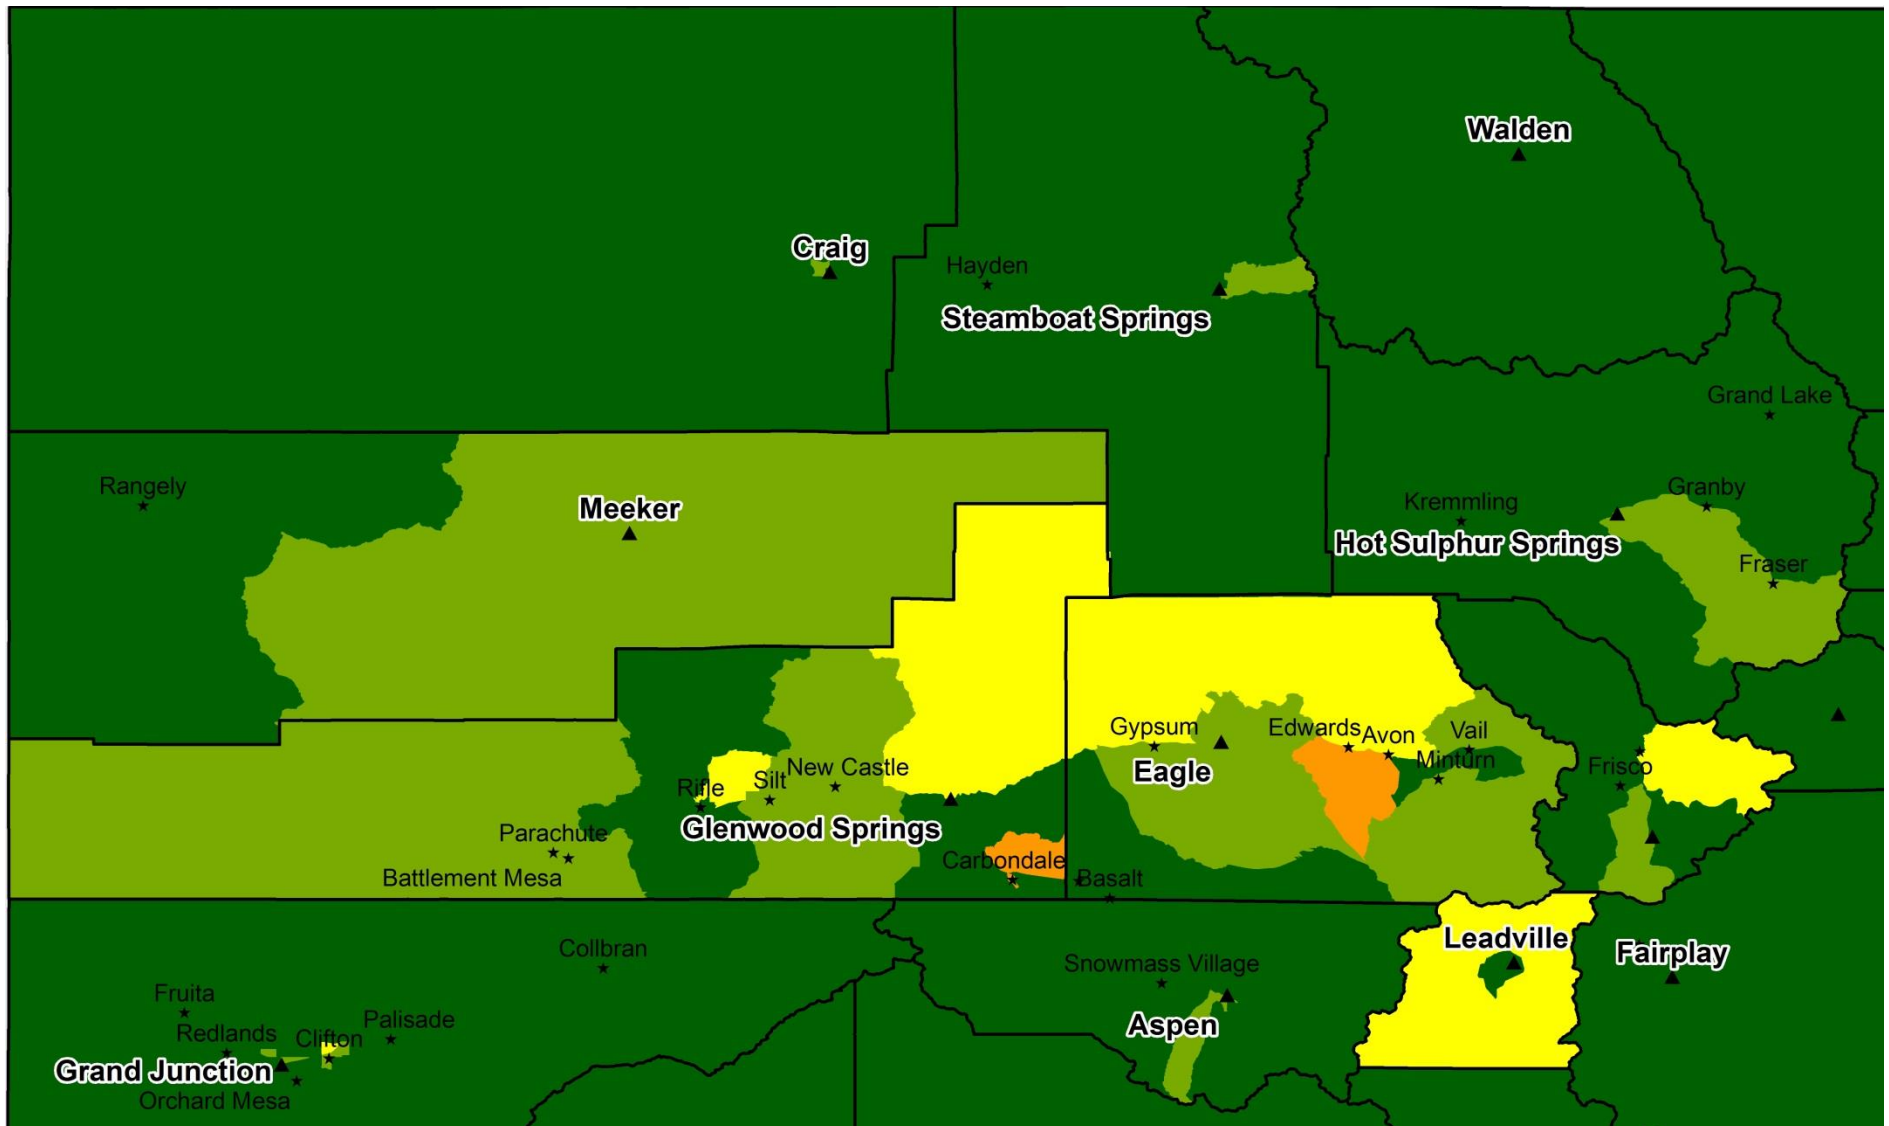 Walden
Craig
Hayden
Steamboat Springs
Grand Lake
Rangely
Meeker
Granby
Kremmling
Hot Sulphur Springs
Fraser
Gypsum
Edwards
Avon
Vail
Eagle
Minturn
Frisco
New Castle
Silt
Rifle
Glenwood Springs
Parachute
Carbondale
Battlement Mesa
Basalt
Leadville
Fairplay
Collbran
Snowmass Village
Fruita
Palisade
Redlands
Clifton
Aspen
Grand Junction
Orchard Mesa